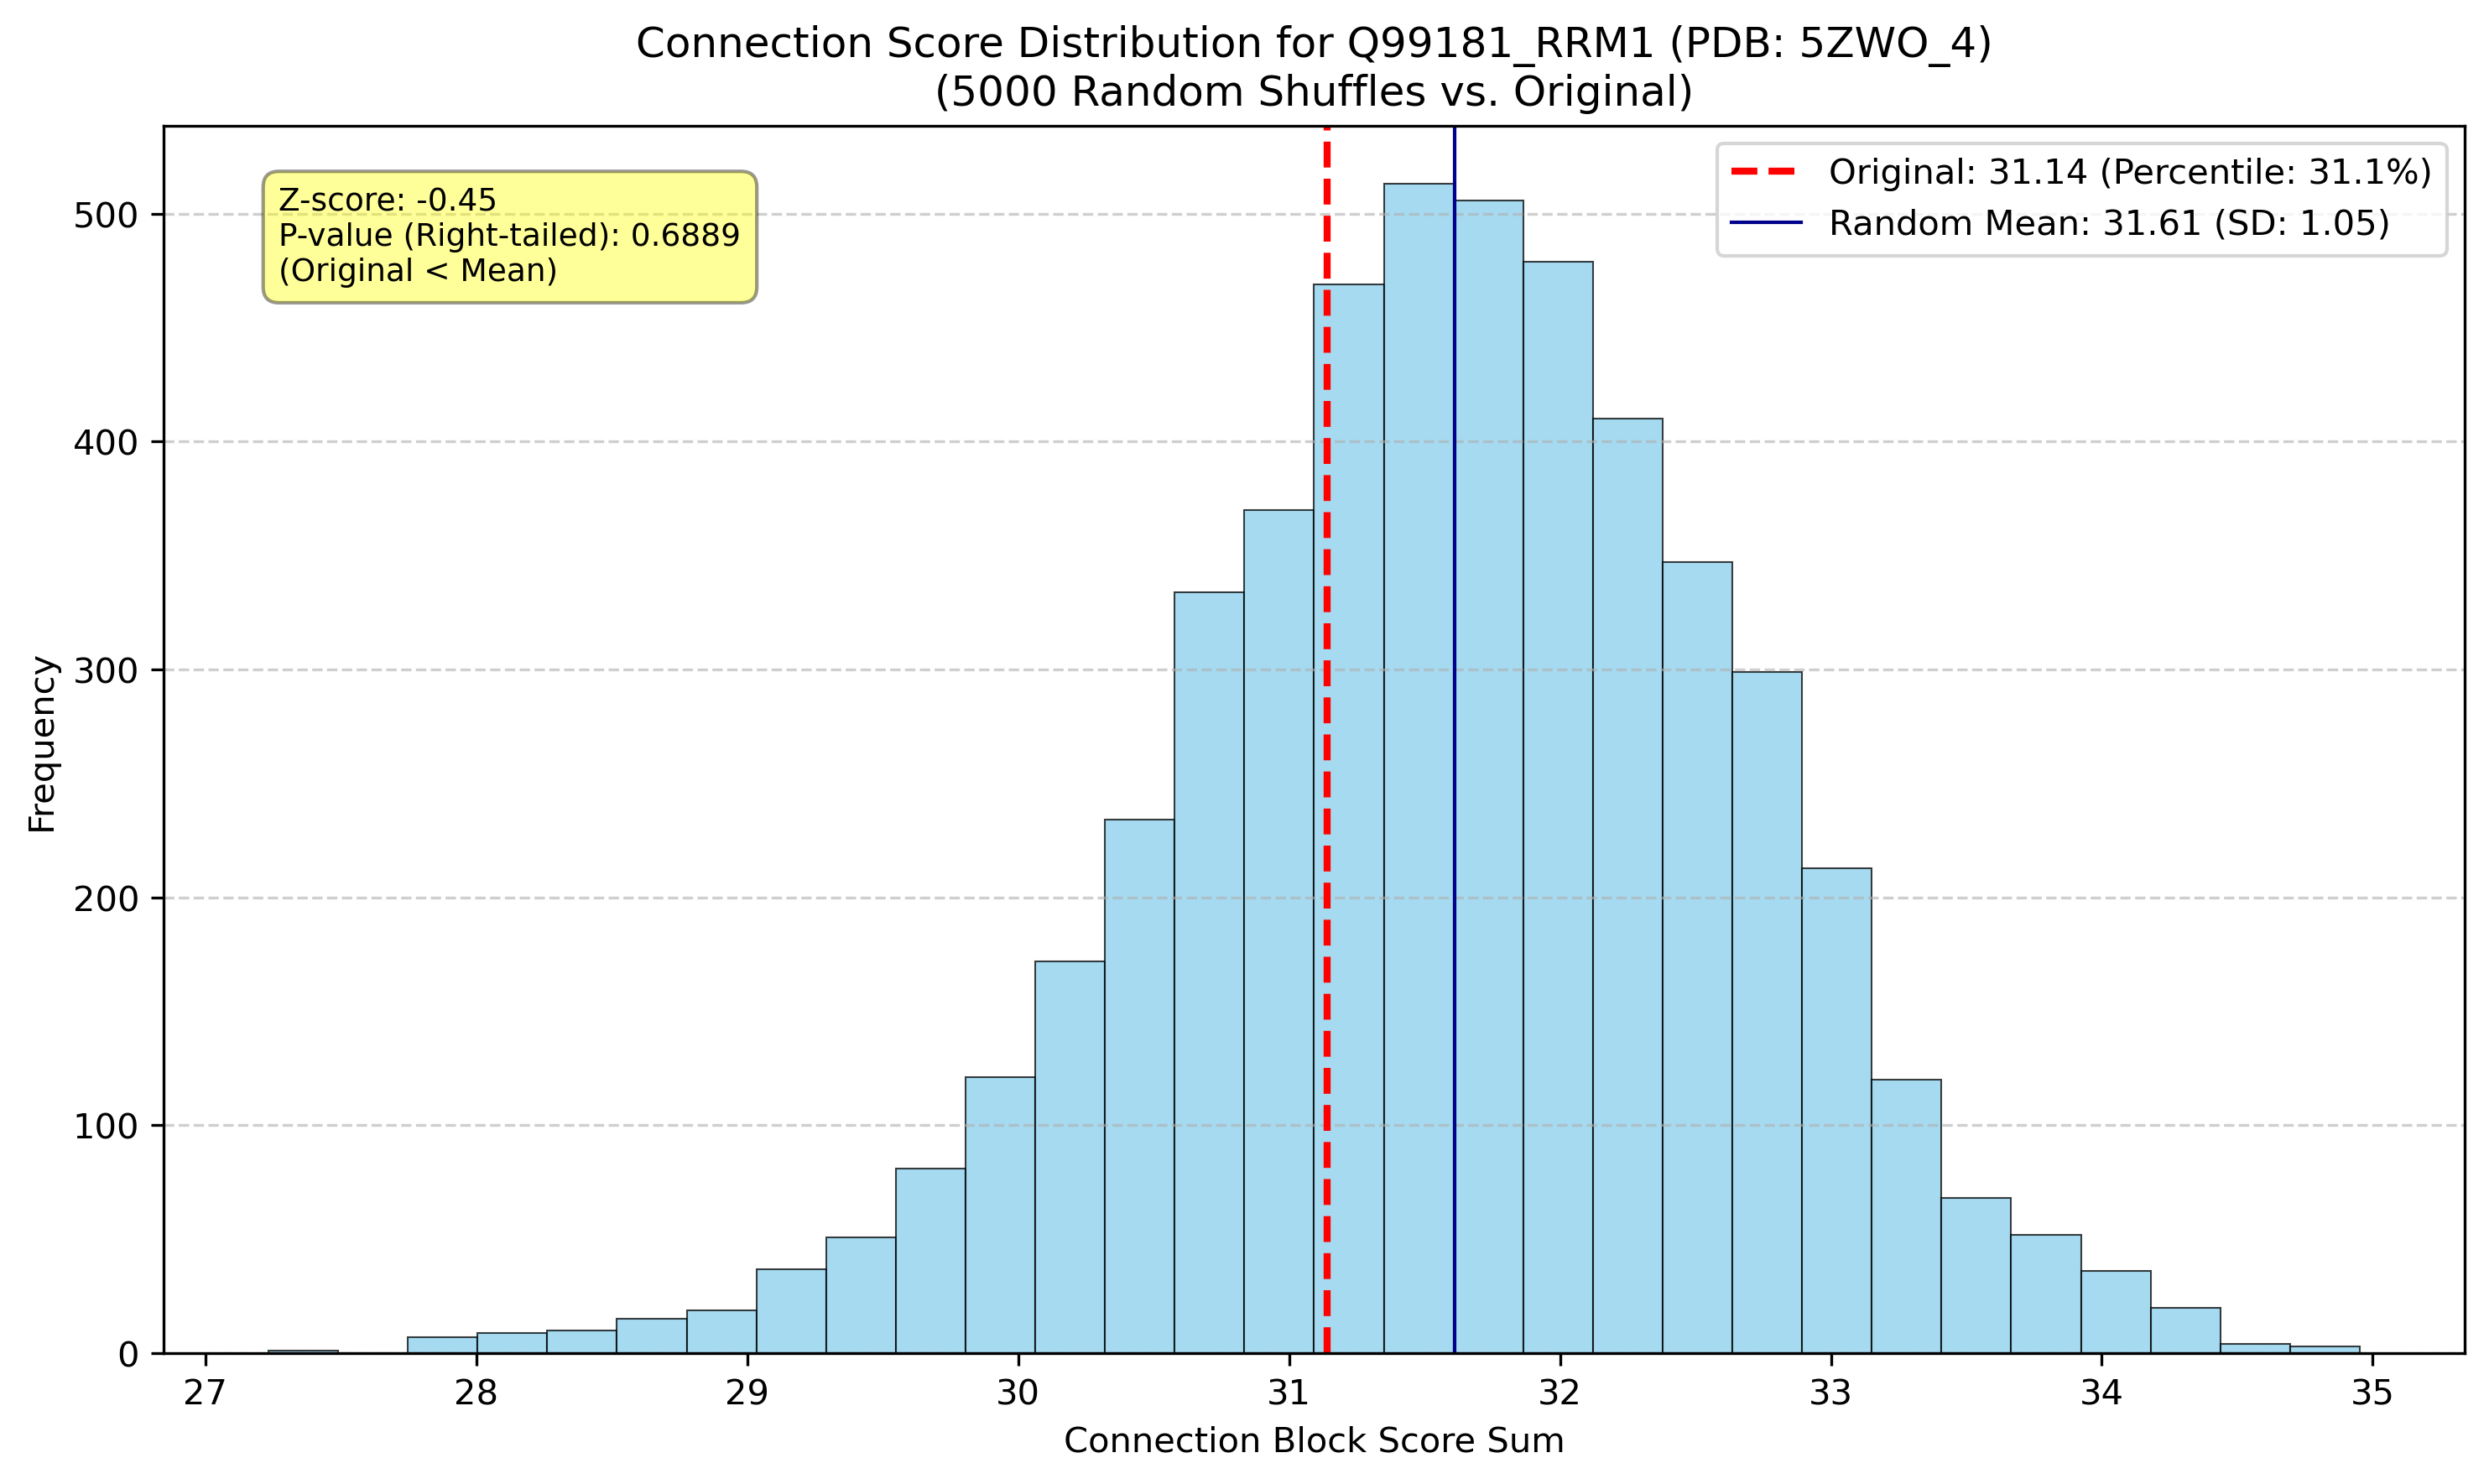 Connection Score Distribution for Q99181_RRM1 (PDB: 5ZWO_4)
(5000 Random Shuffles vs. Original)
Z-score: -0.45
P-value (Right-tailed): 0.6889
(Original < Mean)
Original: 31.14 (Percentile: 31.1%)
Random Mean: 31.61 (SD: 1.05)
Frequency
500
400
300
200
100
0
27 28 29 30 31 32 33 34 35
Connection Block Score Sum